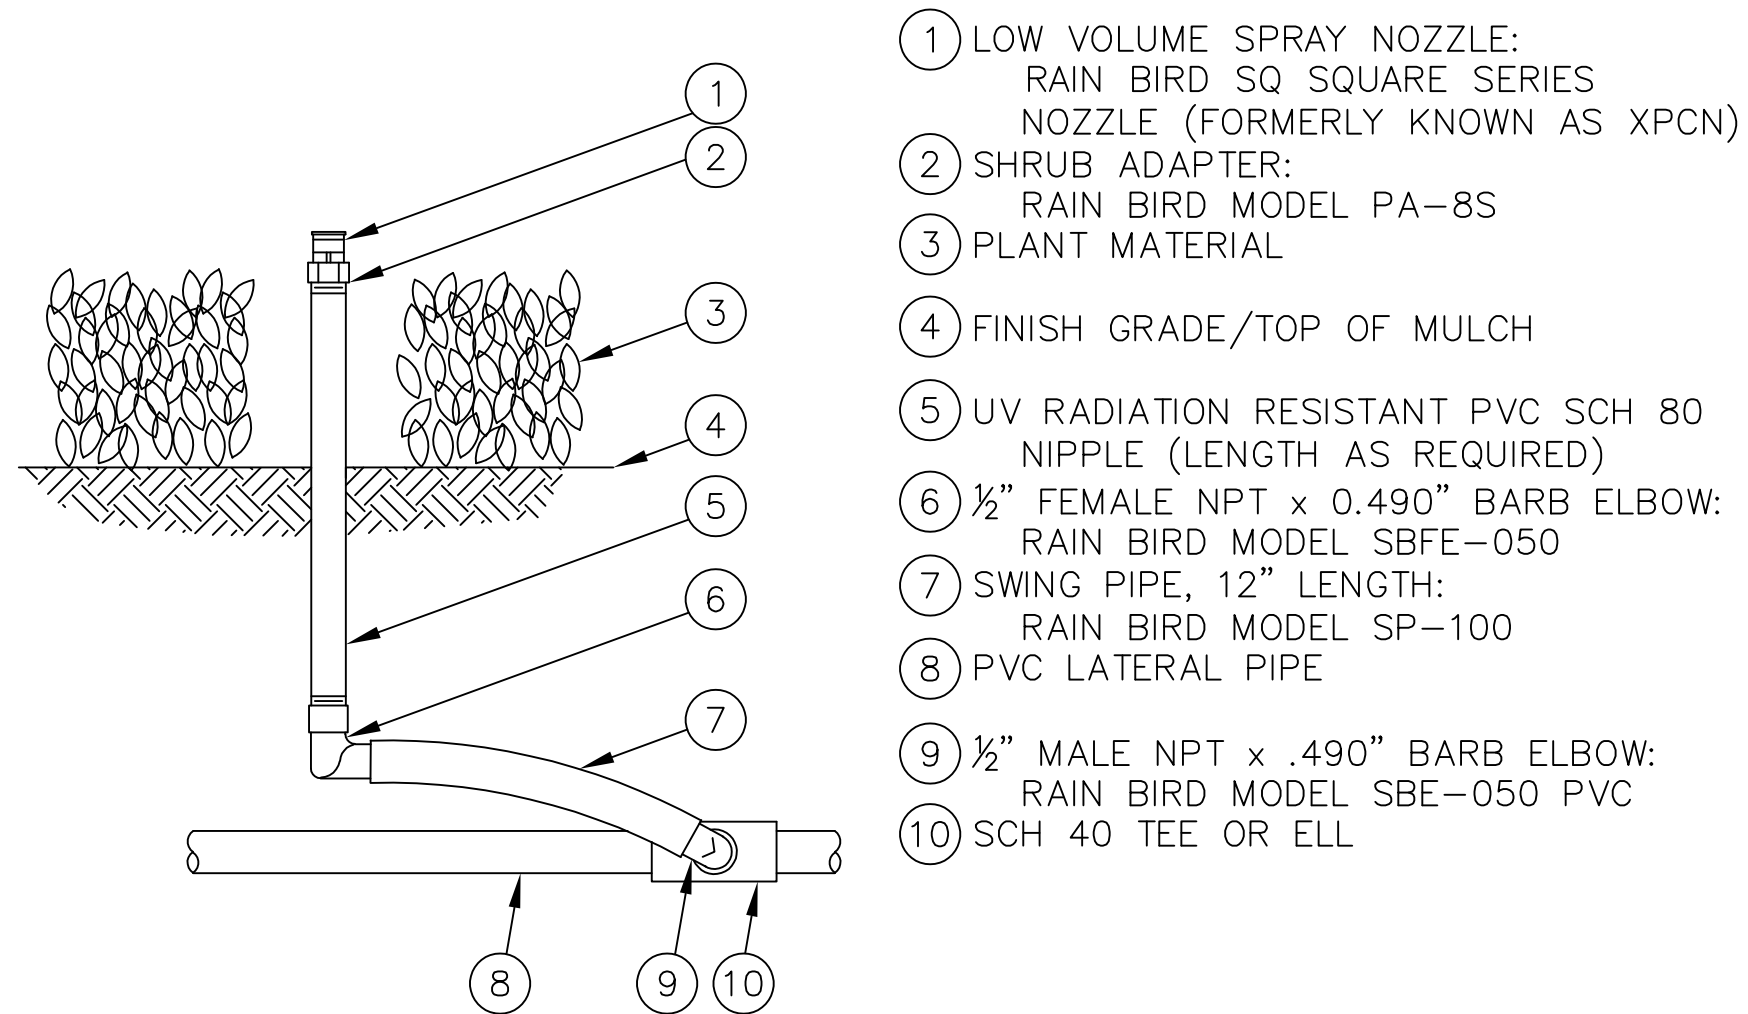 1
2
3
4
5
6
7
8
9
10
1 LOW VOLUME SPRAY NOZZLE:
RAIN BIRD SQ SQUARE SERIES
NOZZLE (FORMERLY KNOWN AS XPCN)
2 SHRUB ADAPTER:
RAIN BIRD MODEL PA-8S
3 PLANT MATERIAL
4 FINISH GRADE/TOP OF MULCH
5 UV RADIATION RESISTANT PVC SCH 80
NIPPLE (LENGTH AS REQUIRED)
6 ½" FEMALE NPT x 0.490" BARB ELBOW:
RAIN BIRD MODEL SBFE-050
7 SWING PIPE, 12" LENGTH:
RAIN BIRD MODEL SP-100
8 PVC LATERAL PIPE
9 ½" MALE NPT x .490" BARB ELBOW:
RAIN BIRD MODEL SBE-050 PVC
10 SCH 40 TEE OR ELL